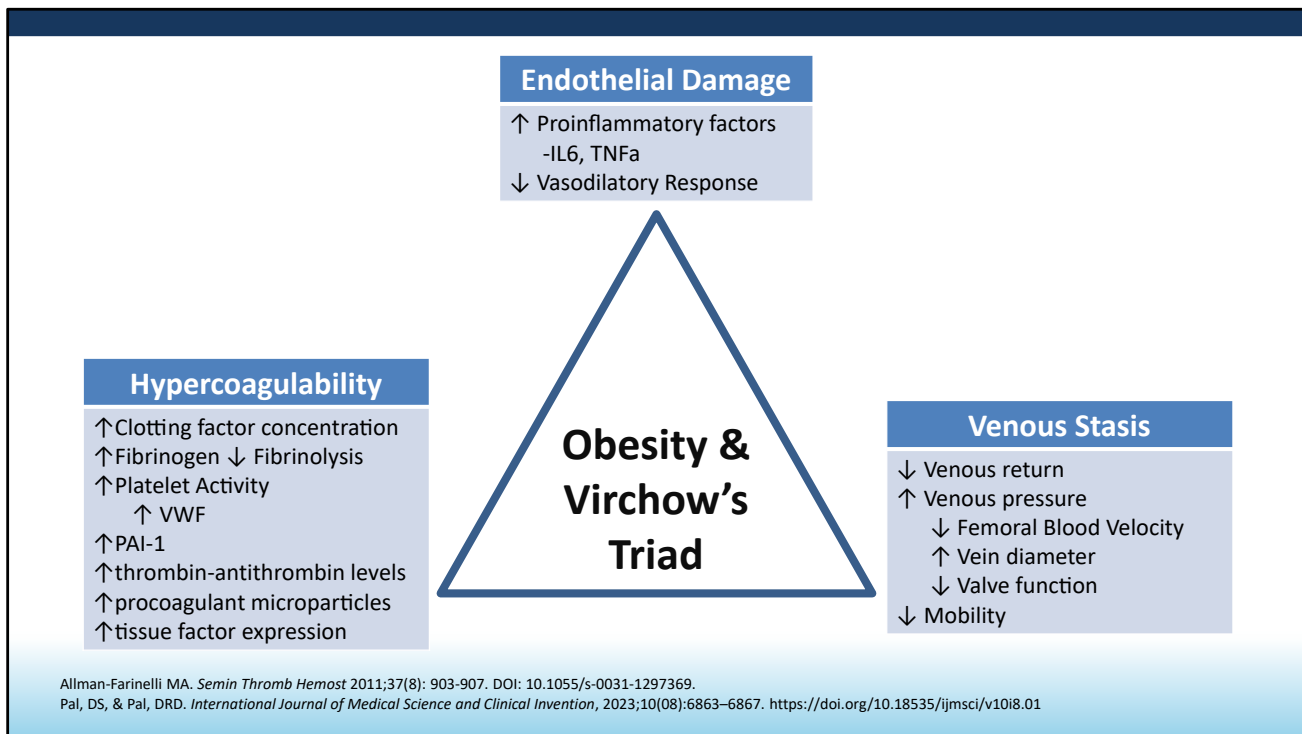 Endothelial Damage
↑ Proinflammatory factors
-IL6, TNFa
↓ Vasodilatory Response
Hypercoagulability
↑Clotting factor concentration
↑Fibrinogen ↓ Fibrinolysis
↑Platelet Activity
↑ VWF
↑PAI-1
↑thrombin-antithrombin levels
↑procoagulant microparticles
↑tissue factor expression
Obesity &
Virchow's
Triad
Venous Stasis
↓ Venous return
↑ Venous pressure
↓ Femoral Blood Velocity
↑ Vein diameter
↓ Valve function
↓ Mobility
Allman-Farinelli MA. Semin Thromb Hemost 2011;37(8): 903-907. DOI: 10.1055/s-0031-1297369.
Pal, DS, & Pal, DRD. International Journal of Medical Science and Clinical Invention, 2023;10(08):6863–6867. https://doi.org/10.18535/ijmsci/v10i8.01